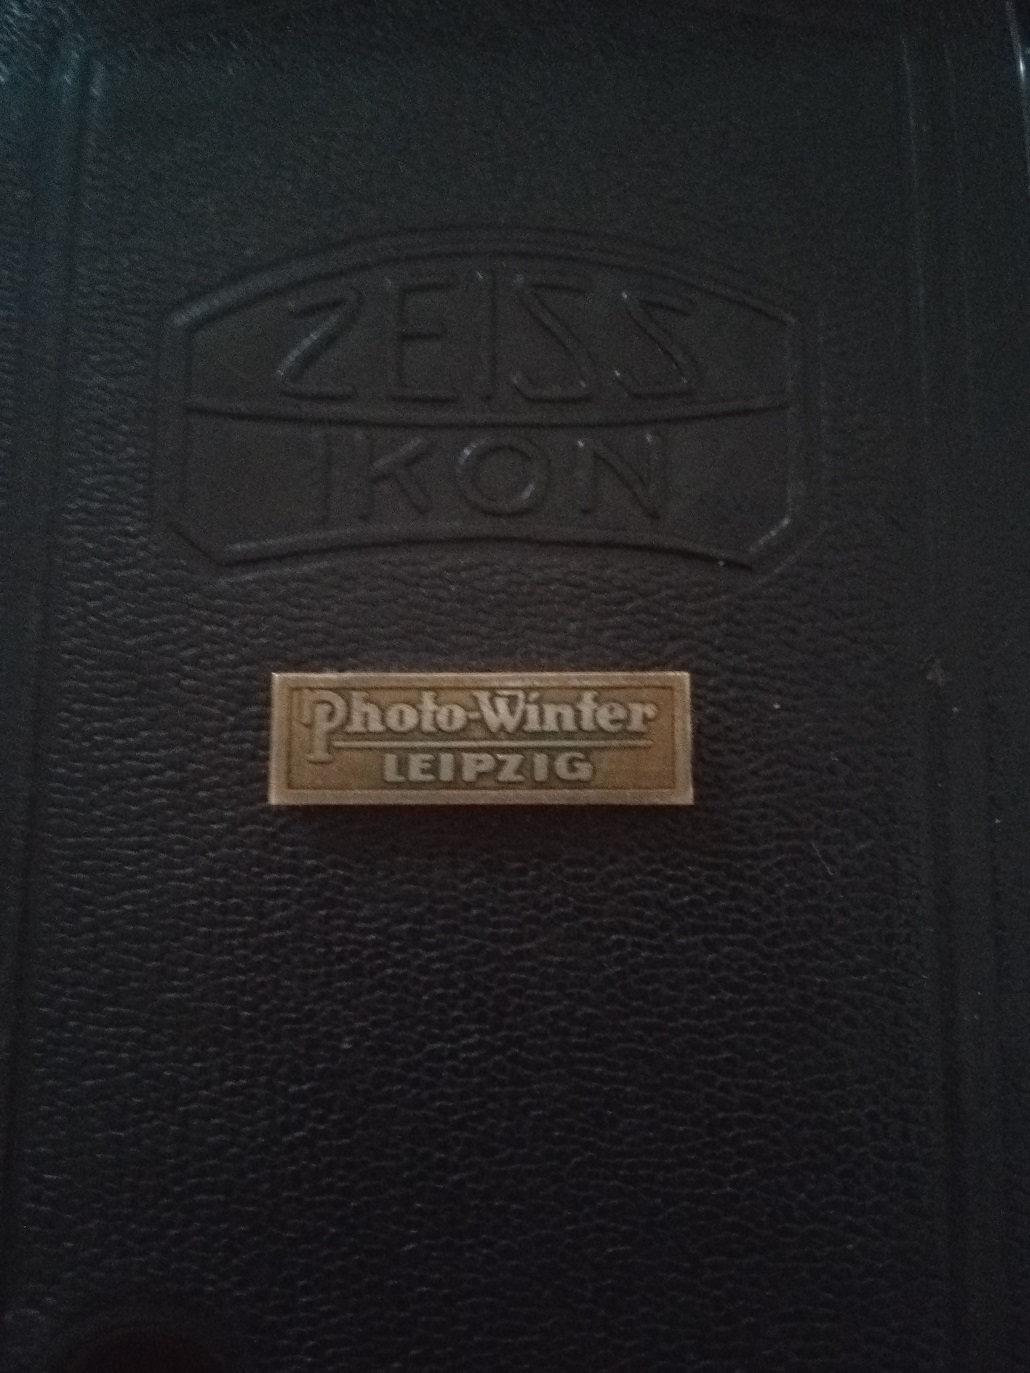 ZEISS
IKON
Photo-Winter
LEIPZIG